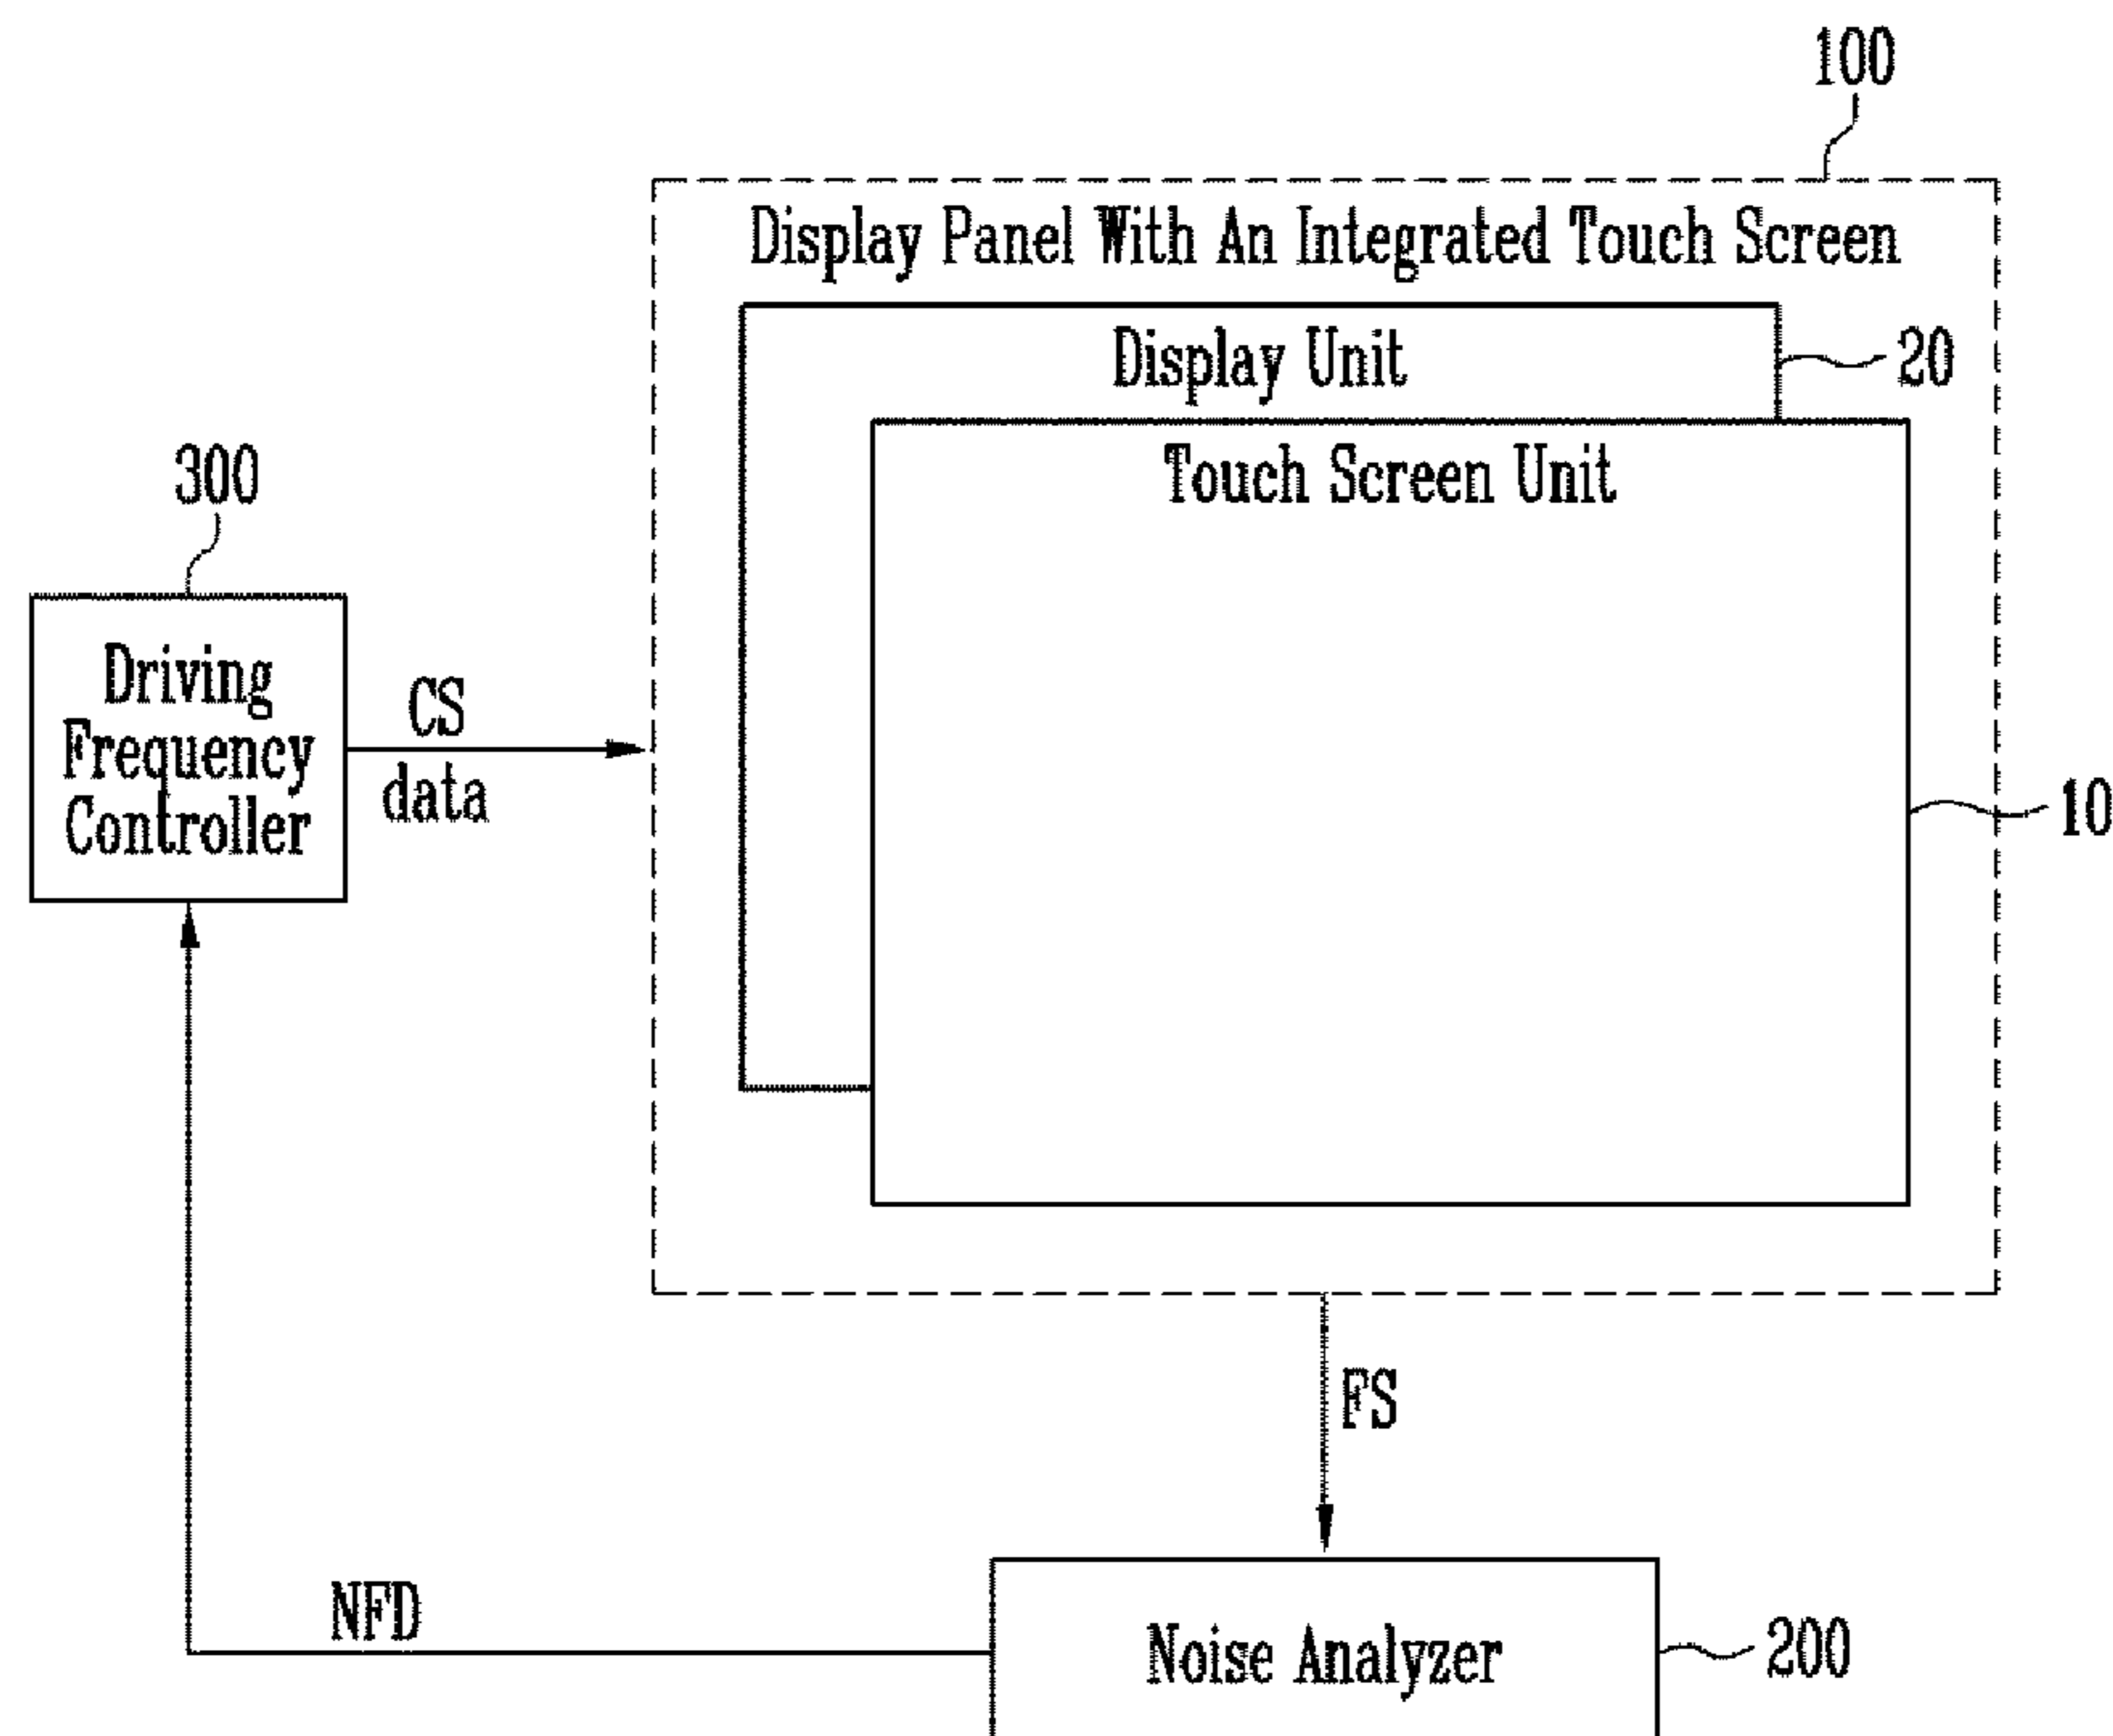 100
Display Panel With An Integrated Touch Screen
Display Unit
20
Touch Screen Unit
300
Driving
Frequency
Controller
CS
data
10
FS
NFD
Noise Analyzer
200